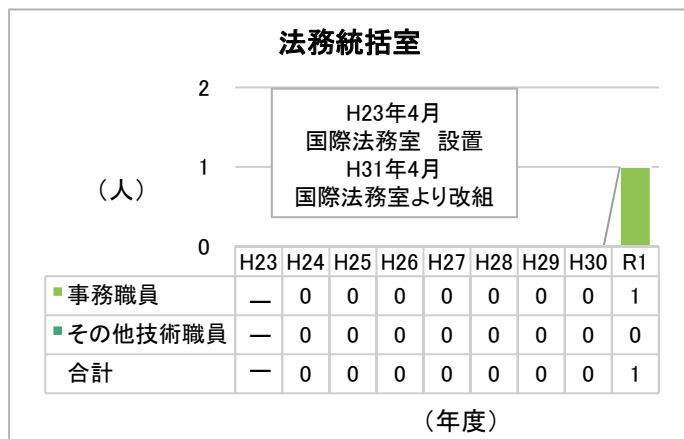 法務統括室
2
H23年4月
国際法務室 設置
H31年4月
国際法務室より改組
1
（人）
0
H23 H24 H25 H26 H27 H28 H29 H30 R1
事務職員 ― 0 0 0 0 0 0 0 1
その他技術職員 ― 0 0 0 0 0 0 0 0
合計 ― 0 0 0 0 0 0 0 1
（年度）